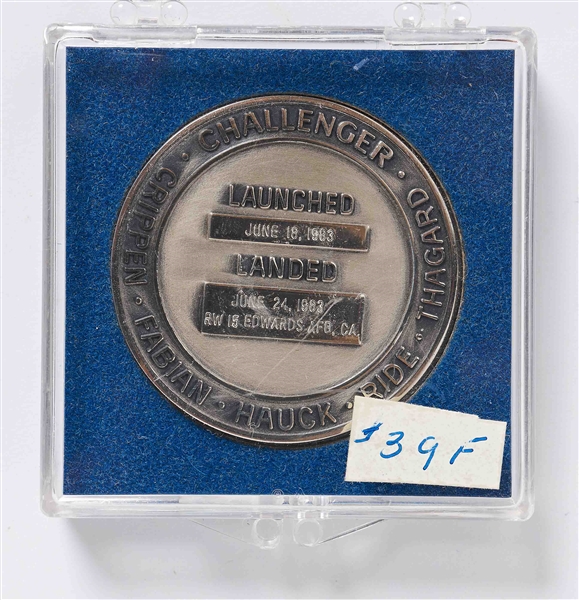 CHALLENGER · THAGARD · RIDE · HAUCK · FABIAN · CRIPPEN ·
LAUNCHED
JUNE 18, 1983
LANDED
JUNE 24, 1983
RW 15 EDWARDS AFB, CA.
$39F